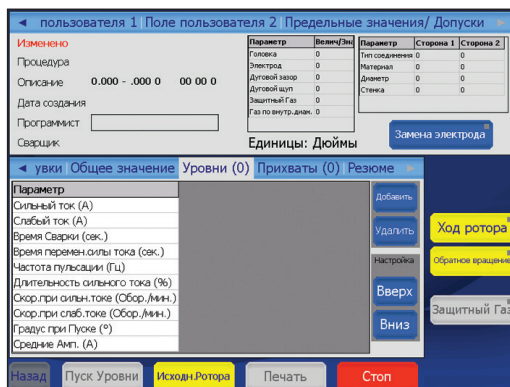 ◄ пользователя 1 Поле пользователя 2 Предельные значения/ Допуски ►
Изменено
Процедура
Описание 0.000 - .000 0 00 00 0
Дата создания
Программист
Сварщик
Параметр Велич/Зна
Головка 0
Электрод 0
Дуговой зазор 0
Дуговой щуп 0
Защитный Газ 0
Газ по внутр.диам. 0
Единицы: Дюймы
Параметр Сторона 1 Сторона 2
Тип соединения 0 0
Материал 0 0
Диаметр 0 0
Стенка 0 0
Замена электрода
◄ увки Общее значение Уровни (0) Прихваты (0) Резюме ►
Параметр
Сильный ток (А)
Слабый ток (А)
Время Сварки (сек.)
Время перемен.силы тока (сек.)
Частота пульсации (Гц)
Длительность сильного тока (%)
Скор.при сильн.токе (Обор./мин.)
Скор.при слаб.токе (Обор./мин.)
Градус при Пуске (º)
Средние Амп. (А)
Добавить
Удалить
Настройка
Вверх
Вниз
Ход ротора
Обратное вращение
Защитный Газ
Назад Пуск Уровни Исходн.Ротора Печать Стоп